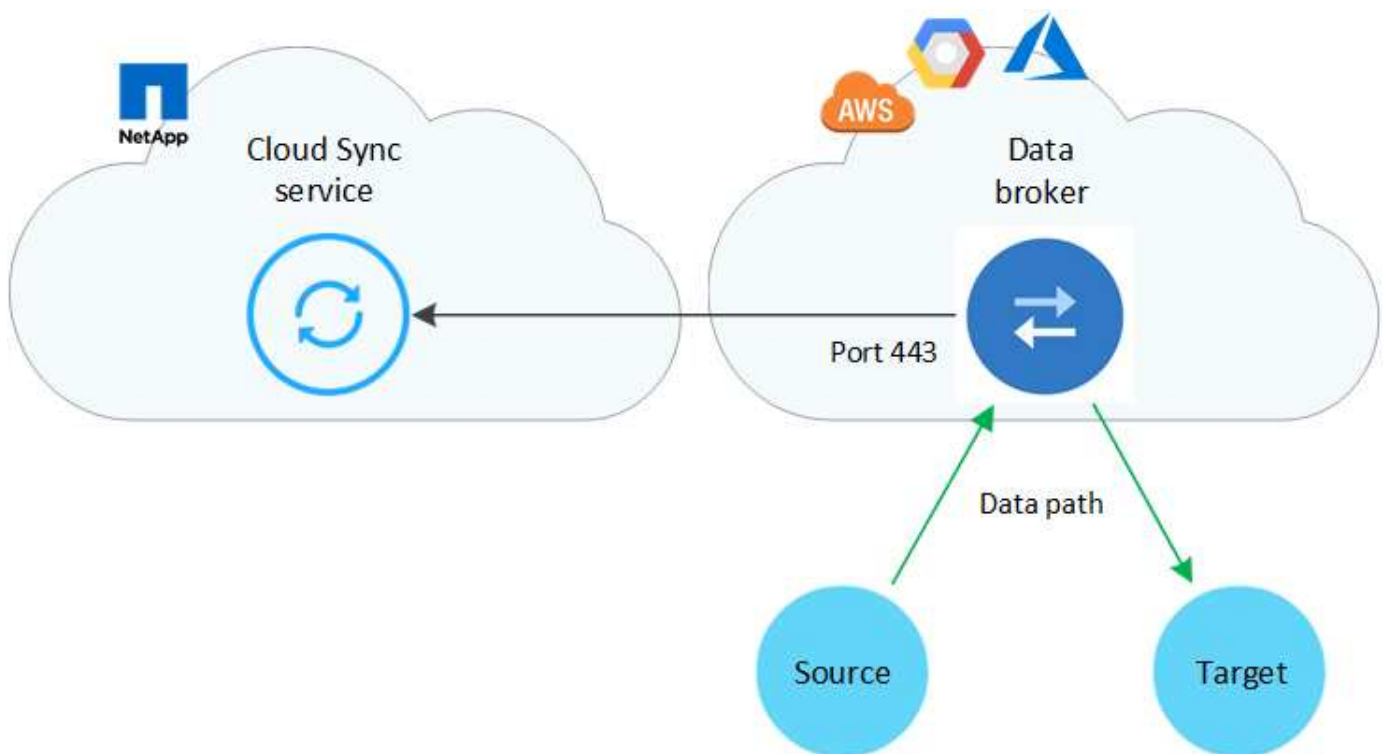 NetApp
Cloud Sync
service
AWS
Data
broker
Port 443
Data path
Source
Target